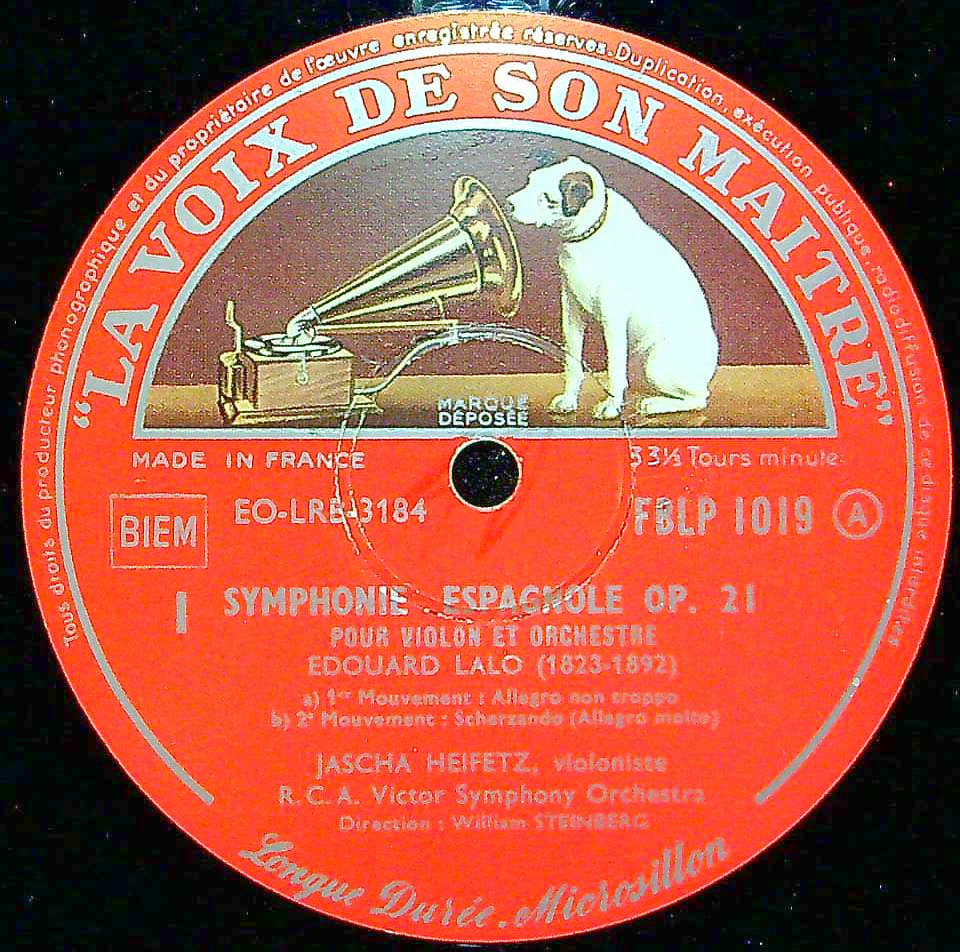 Tous droits du producteur phonographique et du propriétaire de l'œuvre enregistrée réservés. Duplication, exécution publique, radiodiffusion de ce disque interdites
"LA VOIX DE SON MAITRE"
MARQUE
DÉPOSÉE
MADE IN FRANCE
33⅓ Tours minute
BIEM
EO-LRB-3184
FBLP 1019 A
I SYMPHONIE ESPAGNOLE OP. 21
POUR VIOLON ET ORCHESTRE
EDOUARD LALO (1823-1892)
a) 1er Mouvement : Allegro non troppo
b) 2e Mouvement : Scherzando (Allegro molto)
JASCHA HEIFETZ, violoniste
R.C.A. Victor Symphony Orchestra
Direction : William STEINBERG
Longue Durée. Microsillon